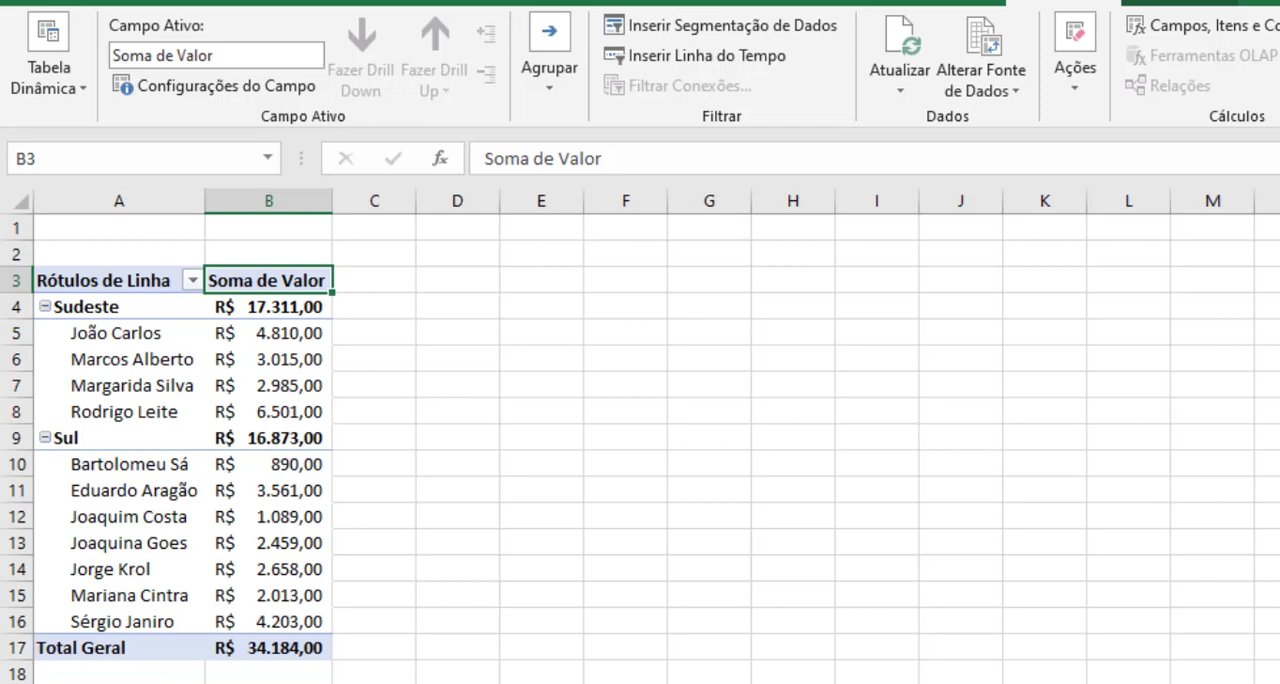 Tabela
Dinâmica
Campo Ativo:
Soma de Valor
Configurações do Campo
Fazer Drill
Down
Fazer Drill
Up
Campo Ativo
Agrupar
Inserir Segmentação de Dados
Inserir Linha do Tempo
Filtrar Conexões...
Filtrar
Atualizar
Alterar Fonte
de Dados
Dados
Ações
Campos, Itens e Co
Ferramentas OLAP
Relações
Cálculos
B3
fx
Soma de Valor
A B C D E F G H I J K L M
1
2
3 Rótulos de Linha Soma de Valor
4 Sudeste R$ 17.311,00
5 João Carlos R$ 4.810,00
6 Marcos Alberto R$ 3.015,00
7 Margarida Silva R$ 2.985,00
8 Rodrigo Leite R$ 6.501,00
9 Sul R$ 16.873,00
10 Bartolomeu Sá R$ 890,00
11 Eduardo Aragão R$ 3.561,00
12 Joaquim Costa R$ 1.089,00
13 Joaquina Goes R$ 2.459,00
14 Jorge Krol R$ 2.658,00
15 Mariana Cintra R$ 2.013,00
16 Sérgio Janiro R$ 4.203,00
17 Total Geral R$ 34.184,00
18